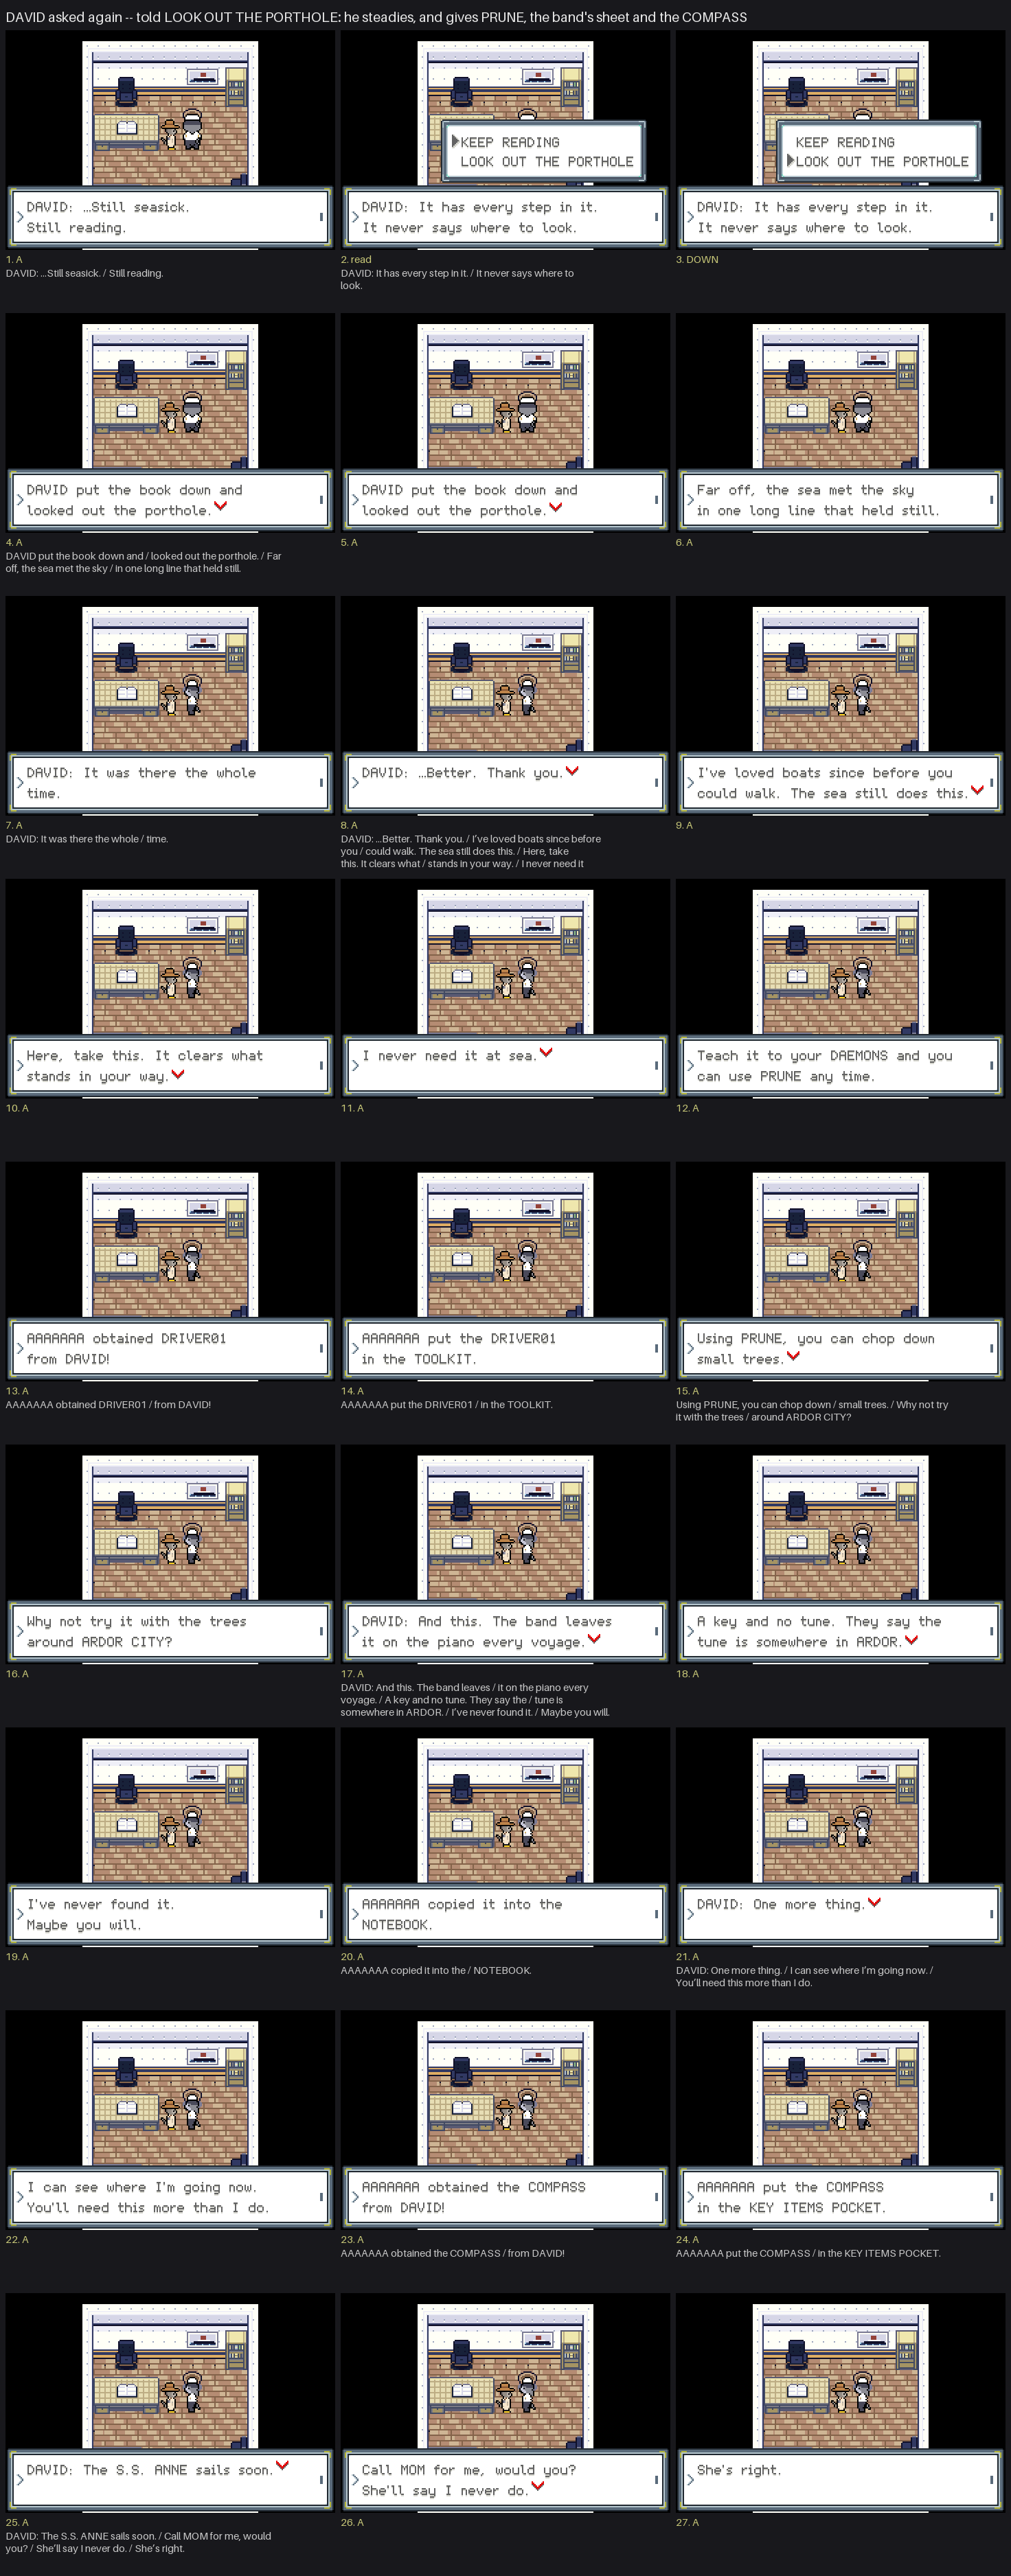 DAVID asked again -- told LOOK OUT THE PORTHOLE: he steadies, and gives PRUNE, the band's sheet and the COMPASS
DAVID: …Still seasick.
Still reading.
1. A
DAVID: …Still seasick. / Still reading.
KEEP READING
LOOK OUT THE PORTHOLE
DAVID: It has every step in it.
It never says where to look.
2. read
DAVID: It has every step in it. / It never says where to
look.
KEEP READING
LOOK OUT THE PORTHOLE
DAVID: It has every step in it.
It never says where to look.
3. DOWN
DAVID put the book down and
looked out the porthole.
4. A
DAVID put the book down and / looked out the porthole. / Far
off, the sea met the sky / in one long line that held still.
DAVID put the book down and
looked out the porthole.
5. A
Far off, the sea met the sky
in one long line that held still.
6. A
DAVID: It was there the whole
time.
7. A
DAVID: It was there the whole / time.
DAVID: …Better. Thank you.
8. A
DAVID: …Better. Thank you. / I've loved boats since before
you / could walk. The sea still does this. / Here, take
this. It clears what / stands in your way. / I never need it
I've loved boats since before you
could walk. The sea still does this.
9. A
Here, take this. It clears what
stands in your way.
10. A
I never need it at sea.
11. A
Teach it to your DAEMONS and you
can use PRUNE any time.
12. A
AAAAAAA obtained DRIVER01
from DAVID!
13. A
AAAAAAA obtained DRIVER01 / from DAVID!
AAAAAAA put the DRIVER01
in the TOOLKIT.
14. A
AAAAAAA put the DRIVER01 / in the TOOLKIT.
Using PRUNE, you can chop down
small trees.
15. A
Using PRUNE, you can chop down / small trees. / Why not try
it with the trees / around ARDOR CITY?
Why not try it with the trees
around ARDOR CITY?
16. A
DAVID: And this. The band leaves
it on the piano every voyage.
17. A
DAVID: And this. The band leaves / it on the piano every
voyage. / A key and no tune. They say the / tune is
somewhere in ARDOR. / I've never found it. / Maybe you will.
A key and no tune. They say the
tune is somewhere in ARDOR.
18. A
I've never found it.
Maybe you will.
19. A
AAAAAAA copied it into the
NOTEBOOK.
20. A
AAAAAAA copied it into the / NOTEBOOK.
DAVID: One more thing.
21. A
DAVID: One more thing. / I can see where I'm going now. /
You'll need this more than I do.
I can see where I'm going now.
You'll need this more than I do.
22. A
AAAAAAA obtained the COMPASS
from DAVID!
23. A
AAAAAAA obtained the COMPASS / from DAVID!
AAAAAAA put the COMPASS
in the KEY ITEMS POCKET.
24. A
AAAAAAA put the COMPASS / in the KEY ITEMS POCKET.
DAVID: The S.S. ANNE sails soon.
25. A
DAVID: The S.S. ANNE sails soon. / Call MOM for me, would
you? / She'll say I never do. / She's right.
Call MOM for me, would you?
She'll say I never do.
26. A
She's right.
27. A